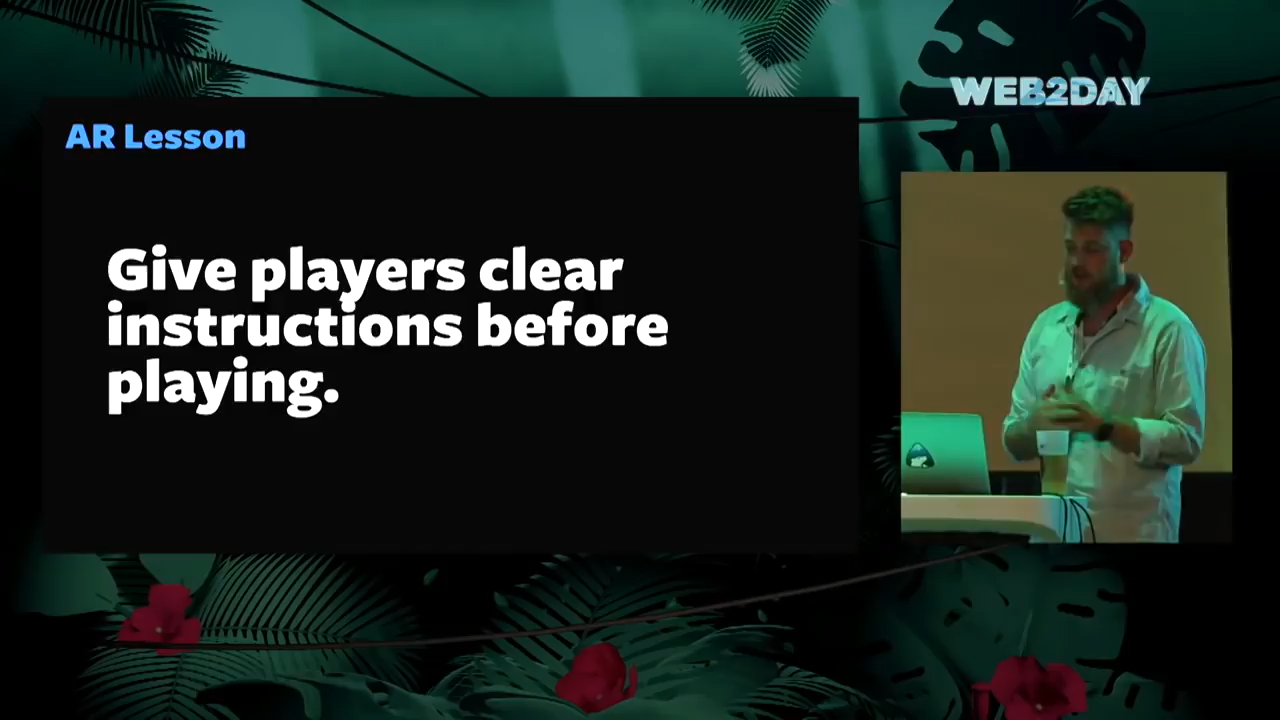 WEB2DAY
AR Lesson
Give players clear
instructions before
playing.